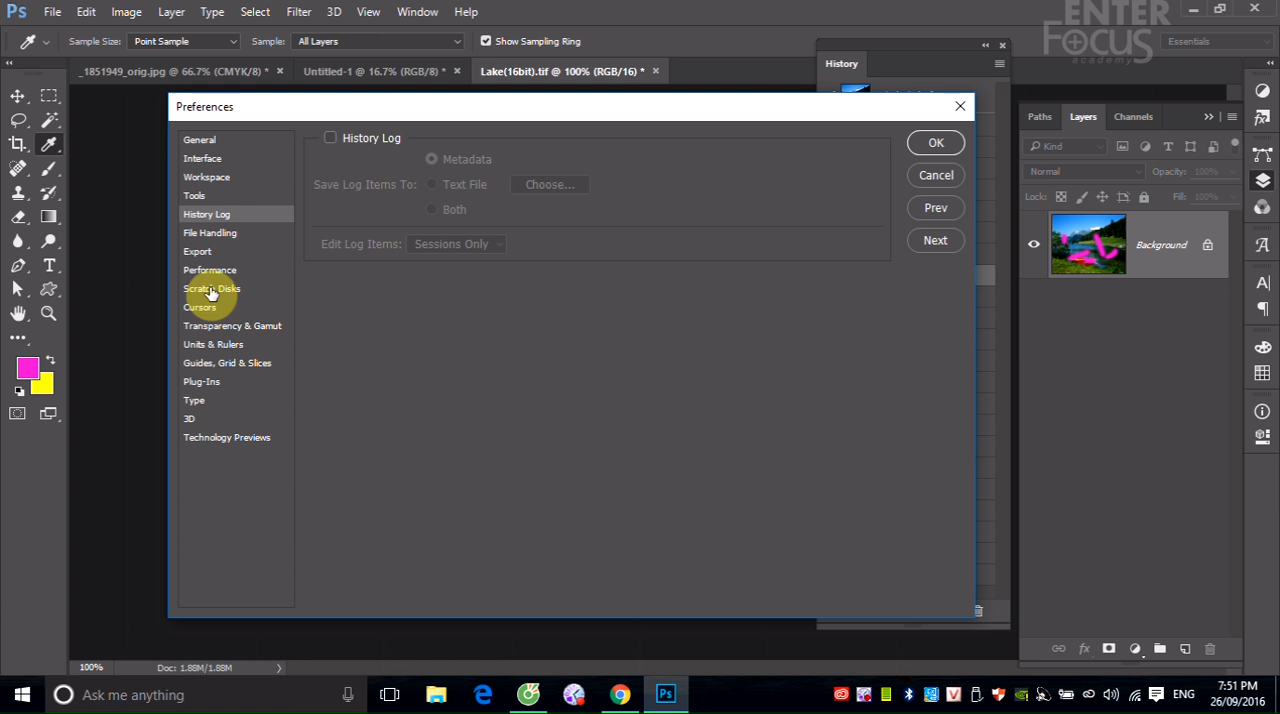 Ps File Edit Image Layer Type Select Filter 3D View Window Help
ENTER
FOCUS
academy
Sample Size: Point Sample Sample: All Layers Show Sampling Ring Essentials
_1851949_orig.jpg @ 66.7% (CMYK/8) * × Untitled-1 @ 16.7% (RGB/8) * × Lake(16bit).tif @ 100% (RGB/16) * ×
History
Preferences
General
Interface
Workspace
Tools
History Log
File Handling
Export
Performance
Scratch Disks
Cursors
Transparency & Gamut
Units & Rulers
Guides, Grid & Slices
Plug-Ins
Type
3D
Technology Previews
History Log
Metadata
Save Log Items To: Text File Choose...
Both
Edit Log Items: Sessions Only
OK
Cancel
Prev
Next
Paths Layers Channels
Kind
Normal Opacity: 100%
Lock: Fill: 100%
Background
100% Doc: 1.88M/1.88M
Ask me anything
Ps
ENG
7:51 PM
26/09/2016